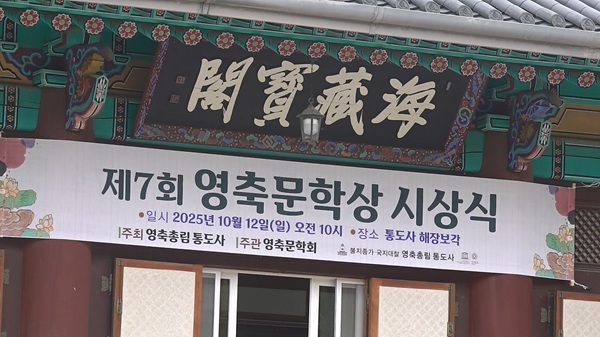 閣寶藏海
제7회 영축문학상 시상식
•일시 2025년 10월 12일(일) 오전 10시 •장소 통도사 해장보각
주최 영축총림 통도사 주관 영축문학회 불지종가·국지대찰 영축총림 통도사